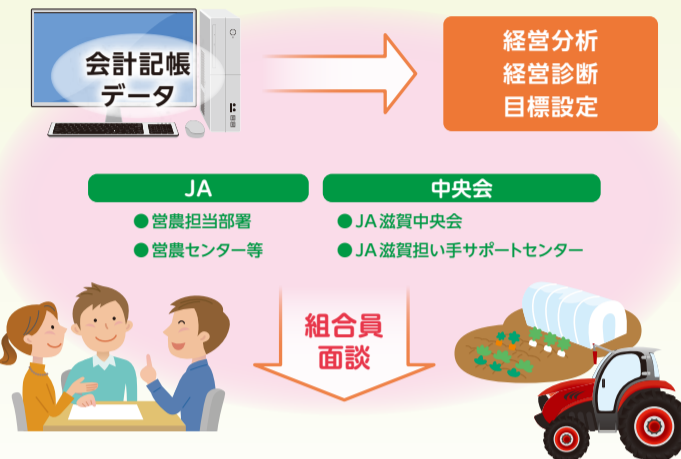 会計記帳
データ
経営分析
経営診断
目標設定
JA
●営農担当部署
●営農センター等
中央会
●JA滋賀中央会
●JA滋賀担い手サポートセンター
組合員
面談